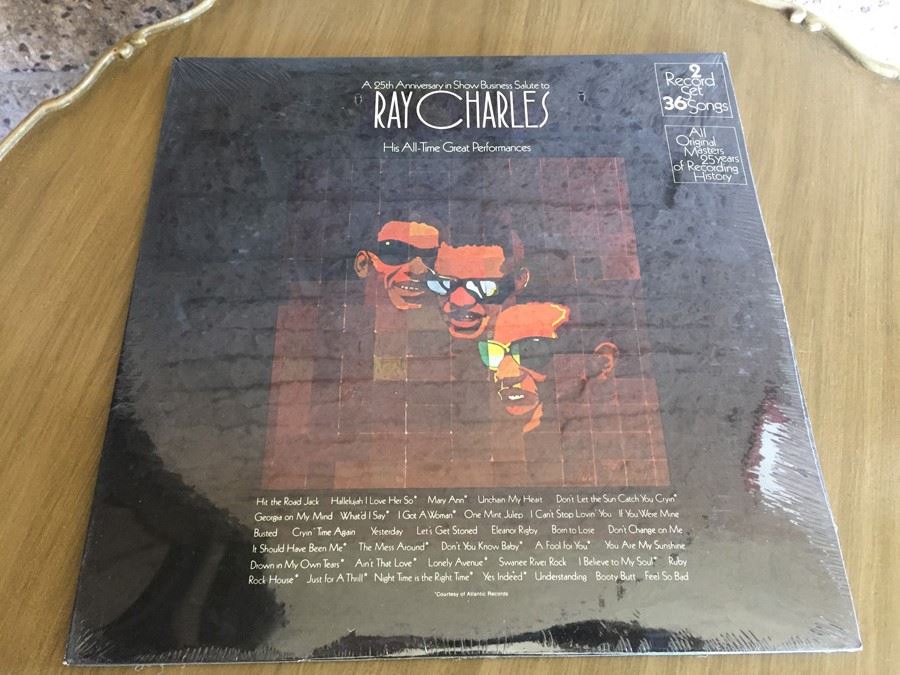 A 25th Anniversary in Show Business Salute to
RAY CHARLES
His All-Time Great Performances
2
Record
Set
36 Songs
All
Original
Masters
25 years
of Recording
History
Hit the Road Jack Hallelujah I Love Her So* Mary Ann* Unchain My Heart Don't Let the Sun Catch You Cryin'*
Georgia on My Mind What'd I Say* I Got A Woman* One Mint Julep I Can't Stop Lovin' You If You Were Mine
Busted Cryin' Time Again Yesterday Let's Get Stoned Eleanor Rigby Born to Lose Don't Change on Me
It Should Have Been Me* The Mess Around* Don't You Know Baby* A Fool for You* You Are My Sunshine
Drown in My Own Tears* Ain't That Love* Lonely Avenue* Swanee River Rock I Believe to My Soul* Ruby
Rock House* Just for A Thrill* Night Time is the Right Time* Yes Indeed* Understanding Booty Butt Feel So Bad
*Courtesy of Atlantic Records